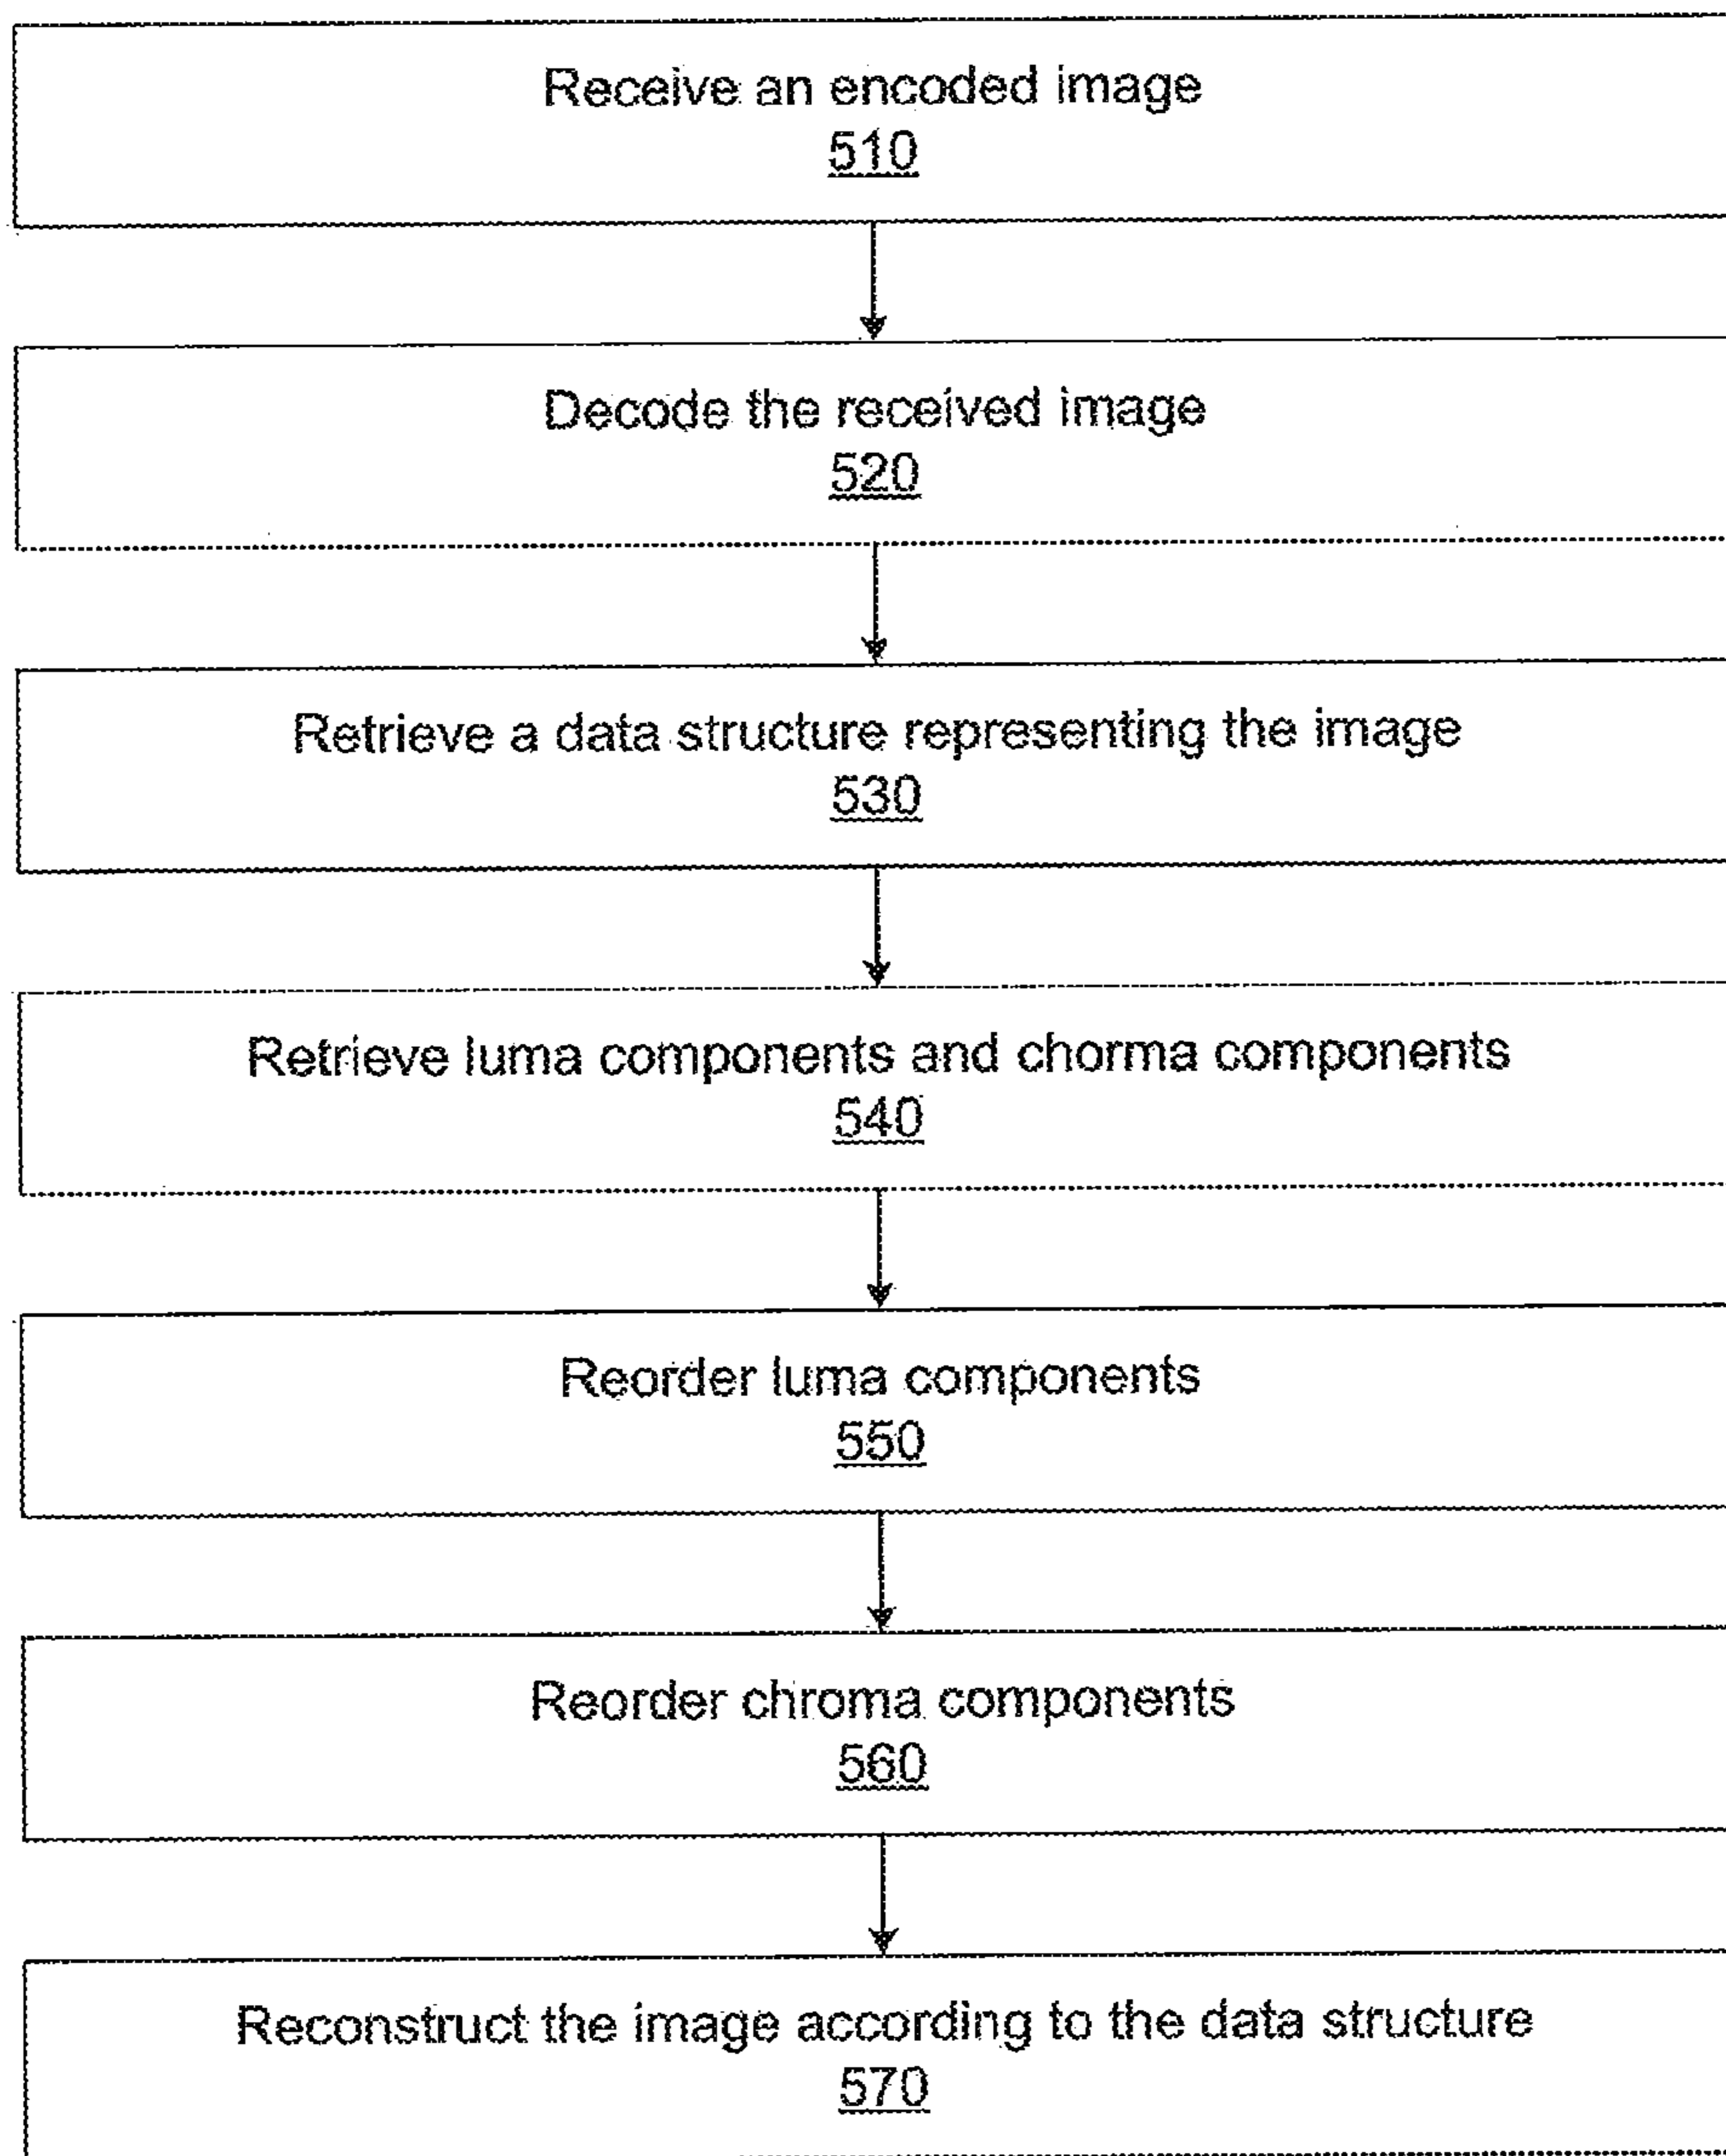 Receive an encoded image
510
Decode the received image
520
Retrieve a data structure representing the image
530
Retrieve luma components and chorma components
540
Reorder luma components
550
Reorder chroma components
560
Reconstruct the image according to the data structure
570